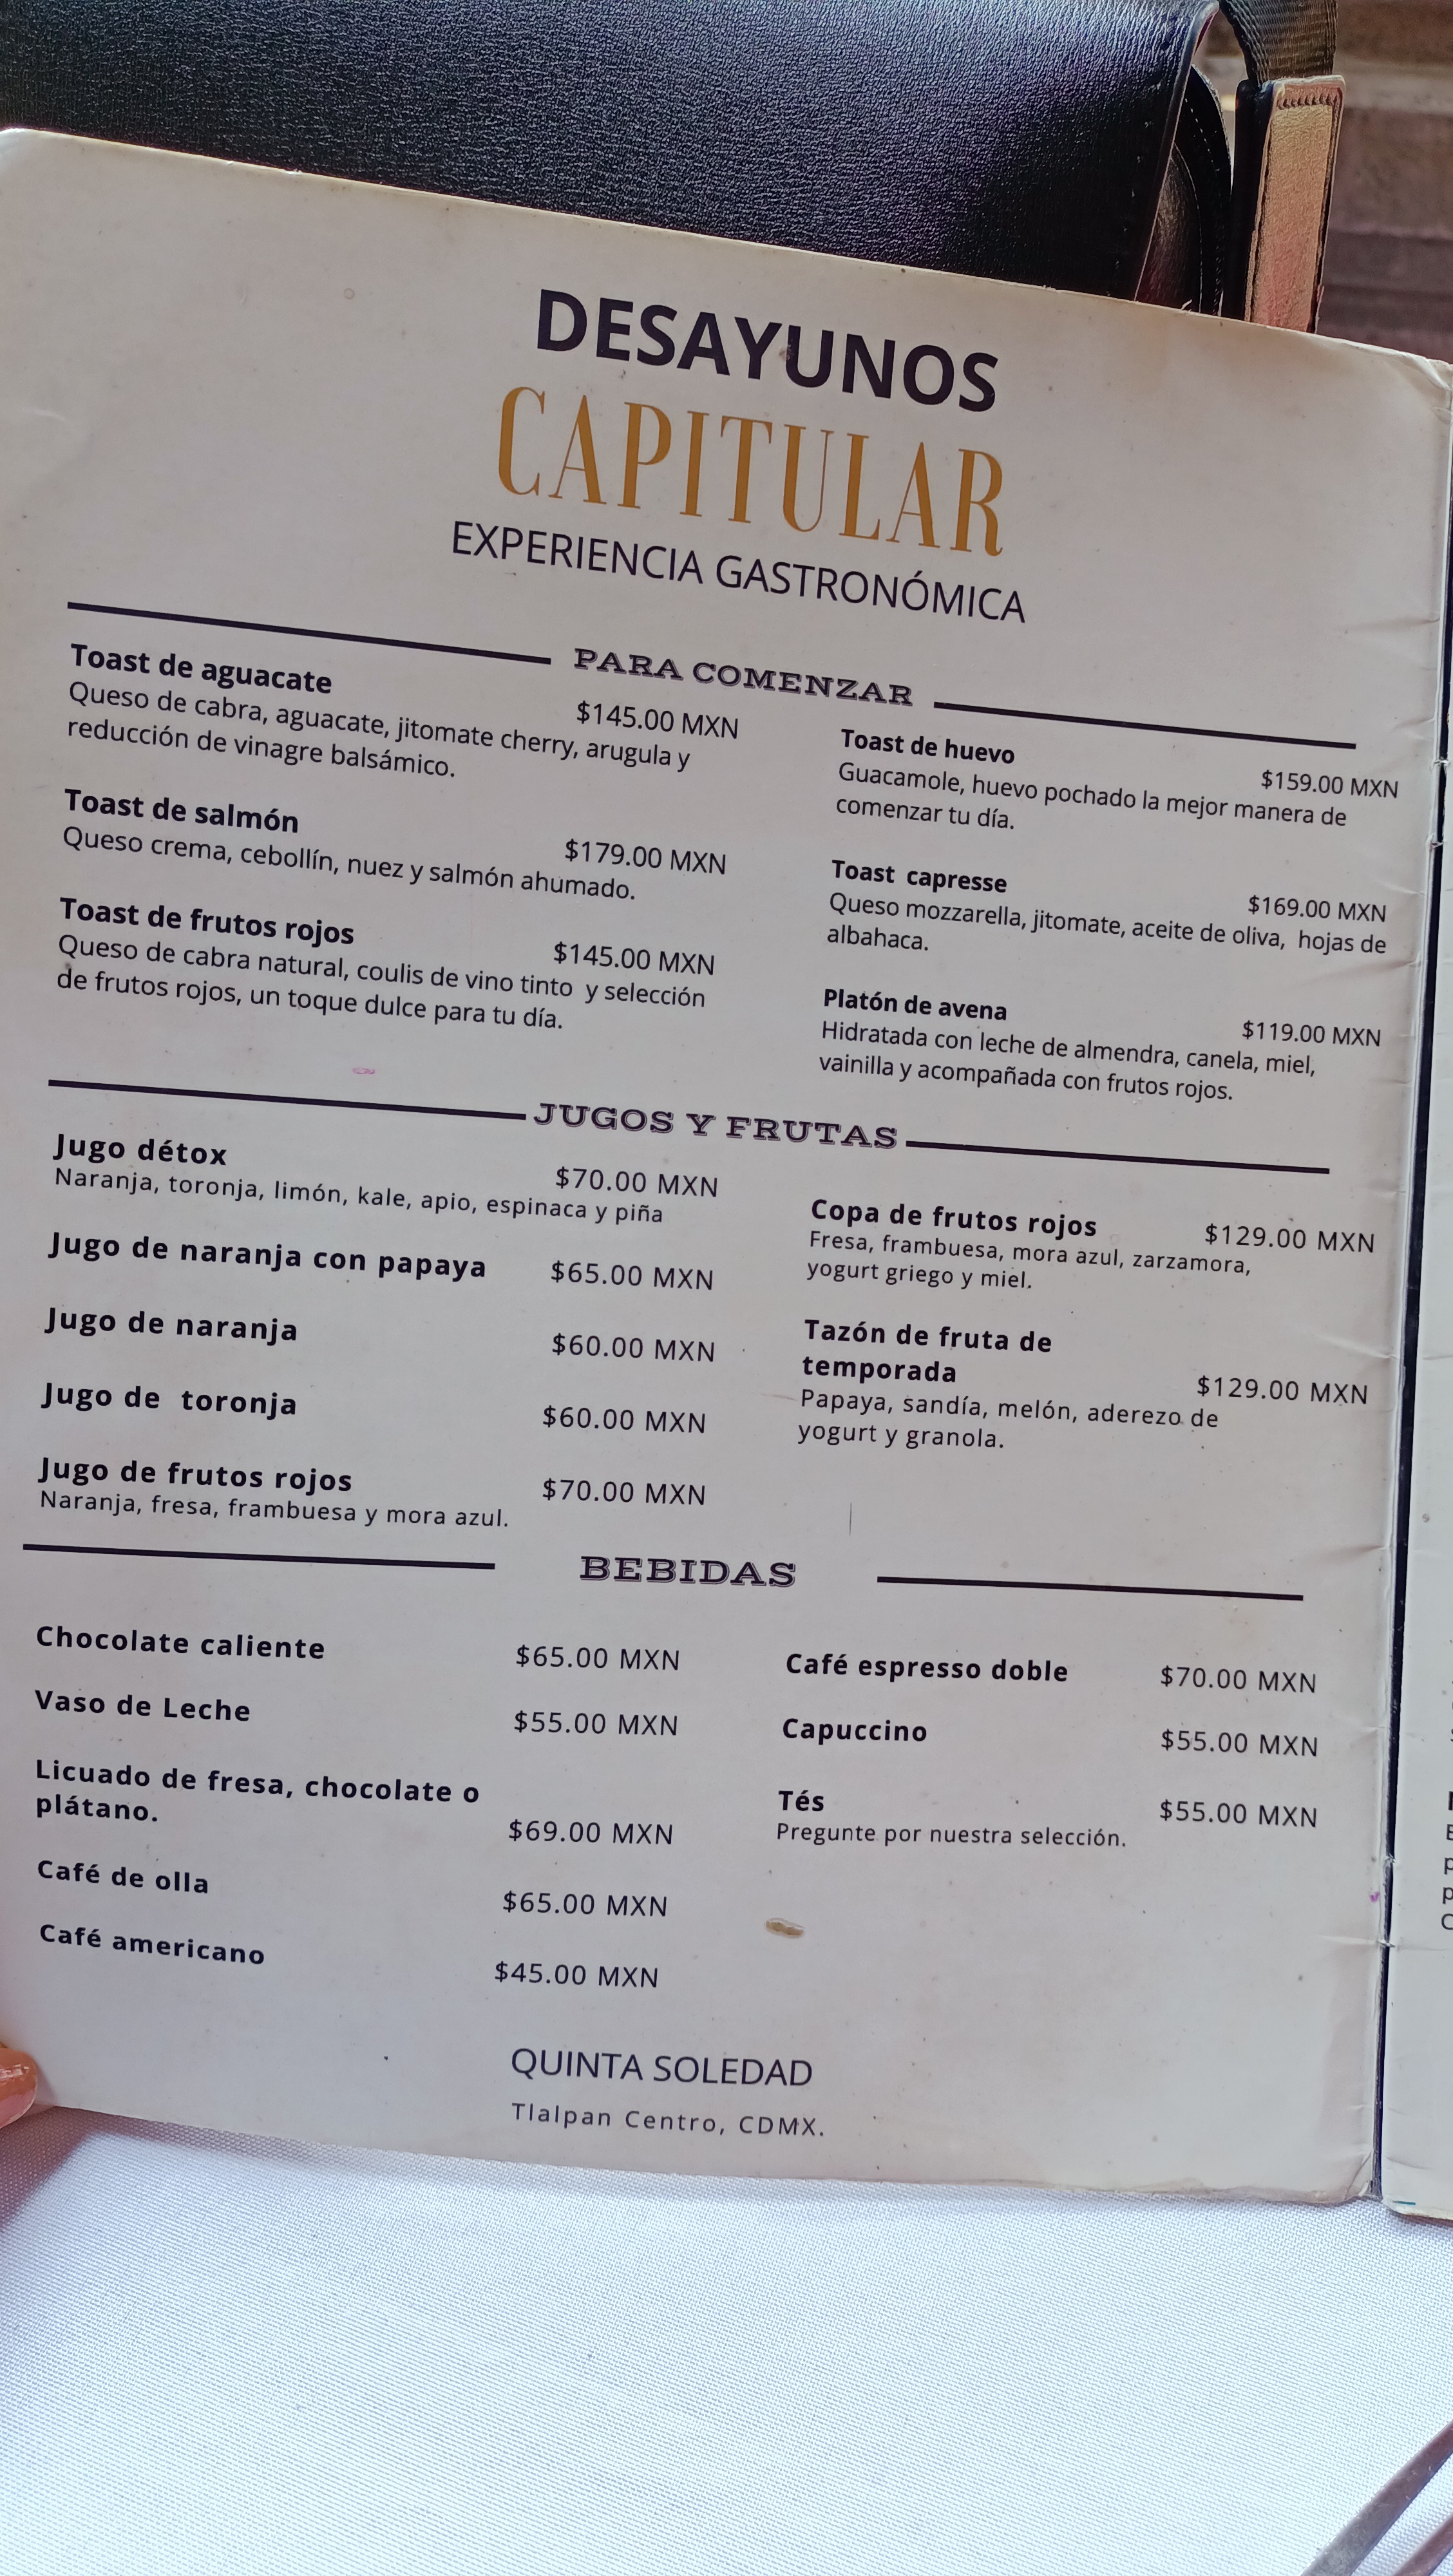 DESAYUNOS
CAPITULAR
EXPERIENCIA GASTRONÓMICA
PARA COMENZAR
Toast de aguacate
$145.00 MXN
Queso de cabra, aguacate, jitomate cherry, arugula y
reducción de vinagre balsámico.
Toast de salmón
$179.00 MXN
Queso crema, cebollín, nuez y salmón ahumado.
Toast de frutos rojos
$145.00 MXN
Queso de cabra natural, coulis de vino tinto y selección
de frutos rojos, un toque dulce para tu día.
Toast de huevo
$159.00 MXN
Guacamole, huevo pochado la mejor manera de
comenzar tu día.
Toast capresse
$169.00 MXN
Queso mozzarella, jitomate, aceite de oliva, hojas de
albahaca.
Platón de avena
$119.00 MXN
Hidratada con leche de almendra, canela, miel,
vainilla y acompañada con frutos rojos.
JUGOS Y FRUTAS
Jugo détox
$70.00 MXN
Naranja, toronja, limón, kale, apio, espinaca y piña
Jugo de naranja con papaya $65.00 MXN
Jugo de naranja $60.00 MXN
Jugo de toronja $60.00 MXN
Jugo de frutos rojos $70.00 MXN
Naranja, fresa, frambuesa y mora azul.
Copa de frutos rojos $129.00 MXN
Fresa, frambuesa, mora azul, zarzamora,
yogurt griego y miel.
Tazón de fruta de
temporada $129.00 MXN
Papaya, sandía, melón, aderezo de
yogurt y granola.
BEBIDAS
Chocolate caliente $65.00 MXN
Vaso de Leche $55.00 MXN
Licuado de fresa, chocolate o
plátano. $69.00 MXN
Café de olla $65.00 MXN
Café americano $45.00 MXN
Café espresso doble $70.00 MXN
Capuccino $55.00 MXN
Tés $55.00 MXN
Pregunte por nuestra selección.
QUINTA SOLEDAD
Tlalpan Centro, CDMX.